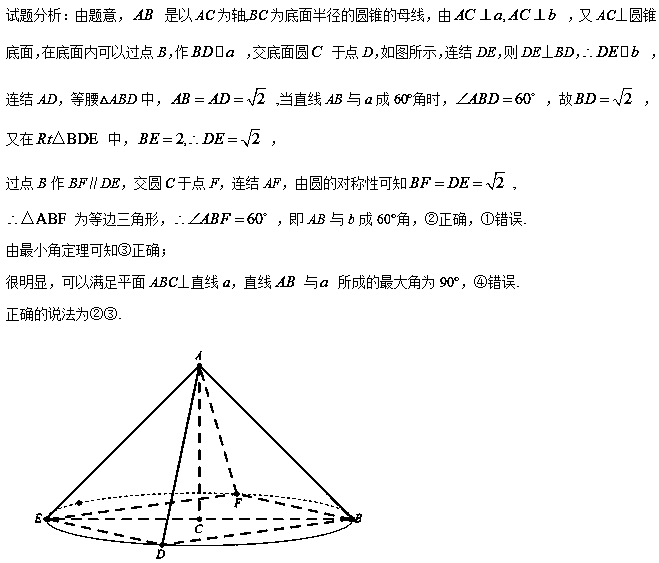 试题分析：由题意，AB 是以AC为轴,BC为底面半径的圆锥的母线，由 AC⊥a,AC⊥b ，又AC⊥圆锥
底面,在底面内可以过点B,作 BD□a ，交底面圆C 于点D,如图所示,连结DE,则DE⊥BD,∴DE□b ，
连结AD，等腰△ABD中，AB=AD=√2 ,当直线AB与a成60°角时，∠ABD=60° ，故BD=√2 ，
又在Rt△BDE 中，BE=2,∴DE=√2 ，
过点B作BF∥DE，交圆C于点F，连结AF，由圆的对称性可知BF=DE=√2 ，
∴△ABF 为等边三角形，∴∠ABF=60° ，即AB与b成60°角，②正确，①错误.
由最小角定理可知③正确；
很明显，可以满足平面ABC⊥直线a，直线AB 与a 所成的最大角为90°，④错误.
正确的说法为②③.
A
F
E
C
B
D